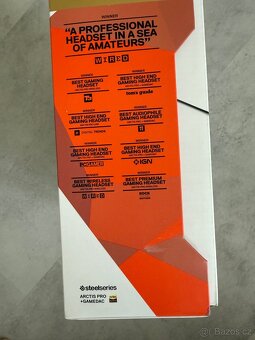 WINNER
"A PROFESSIONAL
HEADSET IN A SEA
OF AMATEURS"
WIRED
WINNER
BEST GAMING
HEADSET
WINNER
BEST HIGH END
GAMING HEADSET
tom's guide
WINNER
BEST HIGH END
GAMING HEADSET
DIGITAL TRENDS
WINNER
BEST AUDIOPHILE
GAMING HEADSET
WINNER
BEST HIGH END
GAMING HEADSET
WINNER
BEST HIGH END
GAMING HEADSET
IGN
WINNER
BEST WIRELESS
GAMING HEADSET
WIRED
WINNER
BEST PREMIUM
GAMING HEADSET
steelseries
ARCTIS PRO
+GAMEDAC
Bazoš.cz